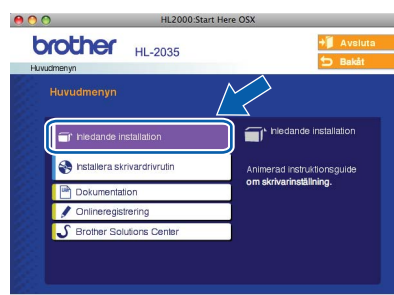 HL2000:Start Here OSX
brother HL-2035
Avsluta
Bakåt
Huvudmenyn
Huvudmenyn
Inledande installation
Installera skrivardrivrutin
Dokumentation
Onlineregistrering
Brother Solutions Center
Inledande installation
Animerad instruktionsguide
om skrivarinställning.